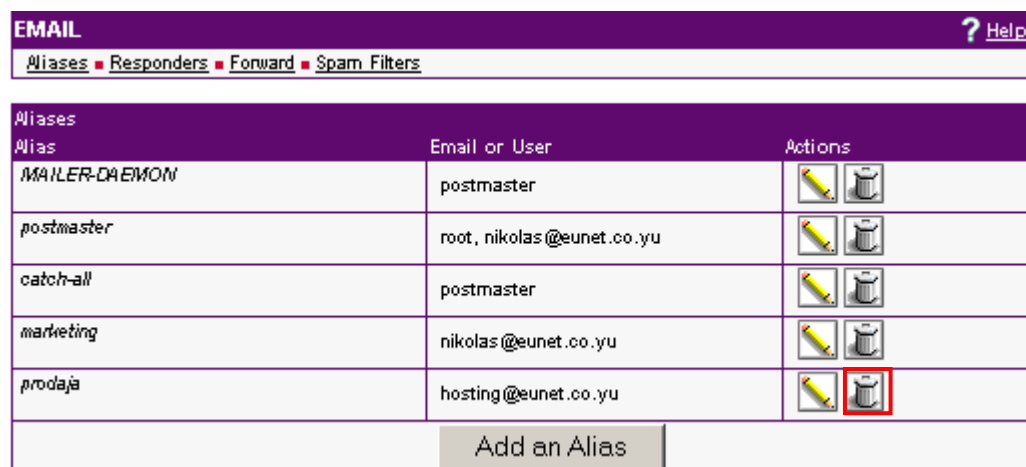 EMAIL ? Help
Aliases ▪ Responders ▪ Forward ▪ Spam Filters
Aliases
Alias Email or User Actions
MAILER-DAEMON postmaster
postmaster root, nikolas@eunet.co.yu
catch-all postmaster
marketing nikolas@eunet.co.yu
prodaja hosting@eunet.co.yu
Add an Alias